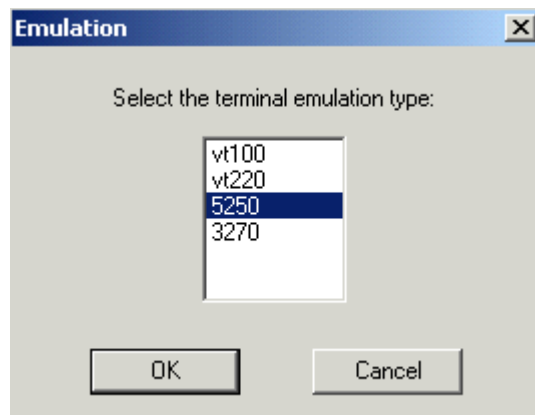 Emulation
Select the terminal emulation type:
vt100
vt220
5250
3270
OK Cancel